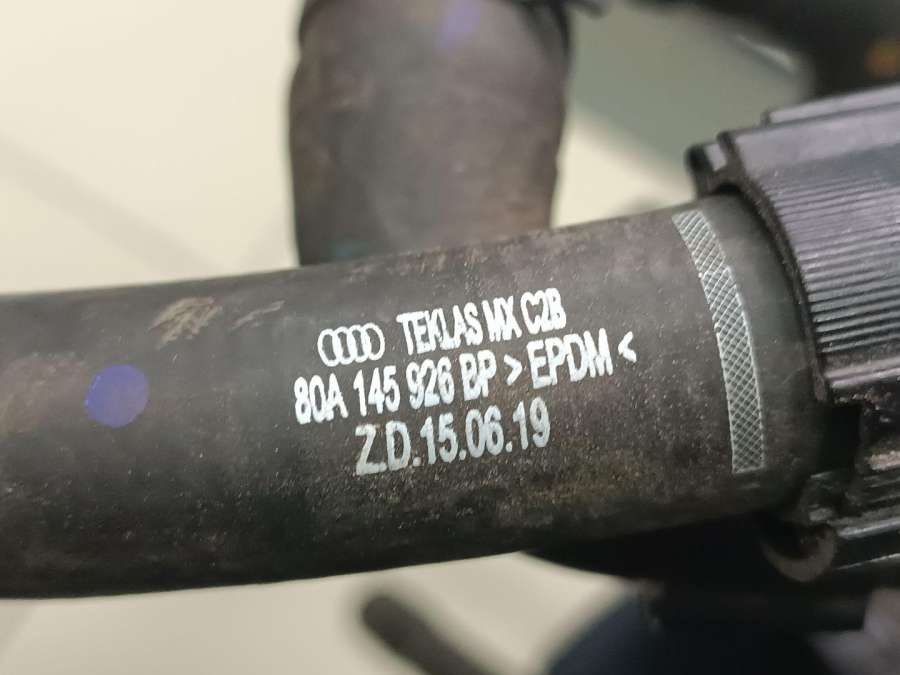 TEKLAS MX C2B
80A 145 926 BP >EPDM<
Z.D.15.06.19